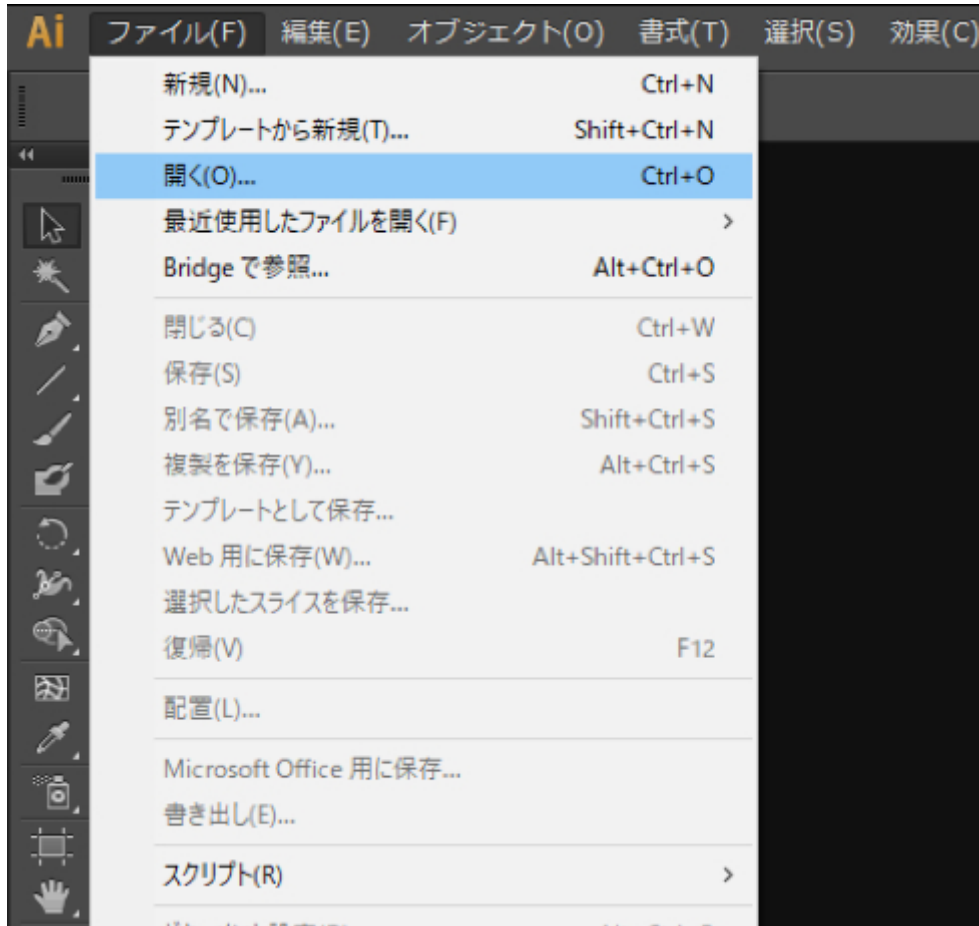 Ai ファイル(F) 編集(E) オブジェクト(O) 書式(T) 選択(S) 効果(C)
新規(N)... Ctrl+N
テンプレートから新規(T)... Shift+Ctrl+N
開く(O)... Ctrl+O
最近使用したファイルを開く(F)
Bridge で参照... Alt+Ctrl+O
閉じる(C) Ctrl+W
保存(S) Ctrl+S
別名で保存(A)... Shift+Ctrl+S
複製を保存(Y)... Alt+Ctrl+S
テンプレートとして保存...
Web 用に保存(W)... Alt+Shift+Ctrl+S
選択したスライスを保存...
復帰(V) F12
配置(L)...
Microsoft Office 用に保存...
書き出し(E)...
スクリプト(R)